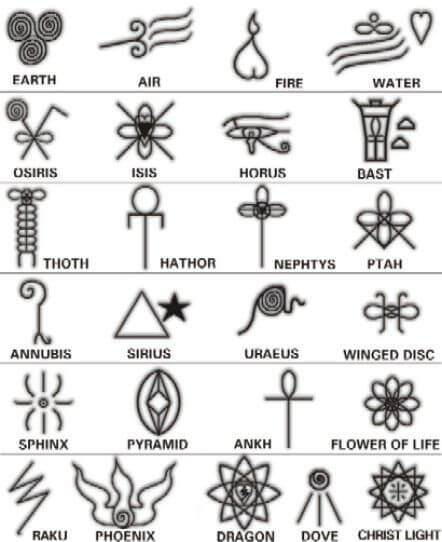 EARTH AIR FIRE WATER
OSIRIS ISIS HORUS BAST
THOTH HATHOR NEPHTYS PTAH
ANNUBIS SIRIUS URAEUS WINGED DISC
SPHINX PYRAMID ANKH FLOWER OF LIFE
RAKU PHOENIX DRAGON DOVE CHRIST LIGHT